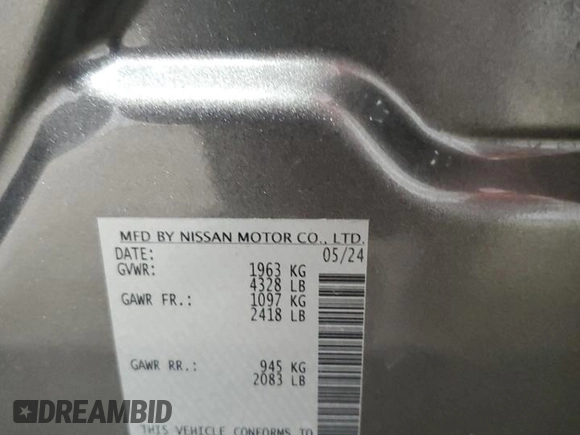 MFD BY NISSAN MOTOR CO., LTD.
DATE: 05/24
GVWR: 1963 KG
4328 LB
GAWR FR.: 1097 KG
2418 LB
GAWR RR.: 945 KG
2083 LB
THIS VEHICLE CONFORMS TO
DREAMBID